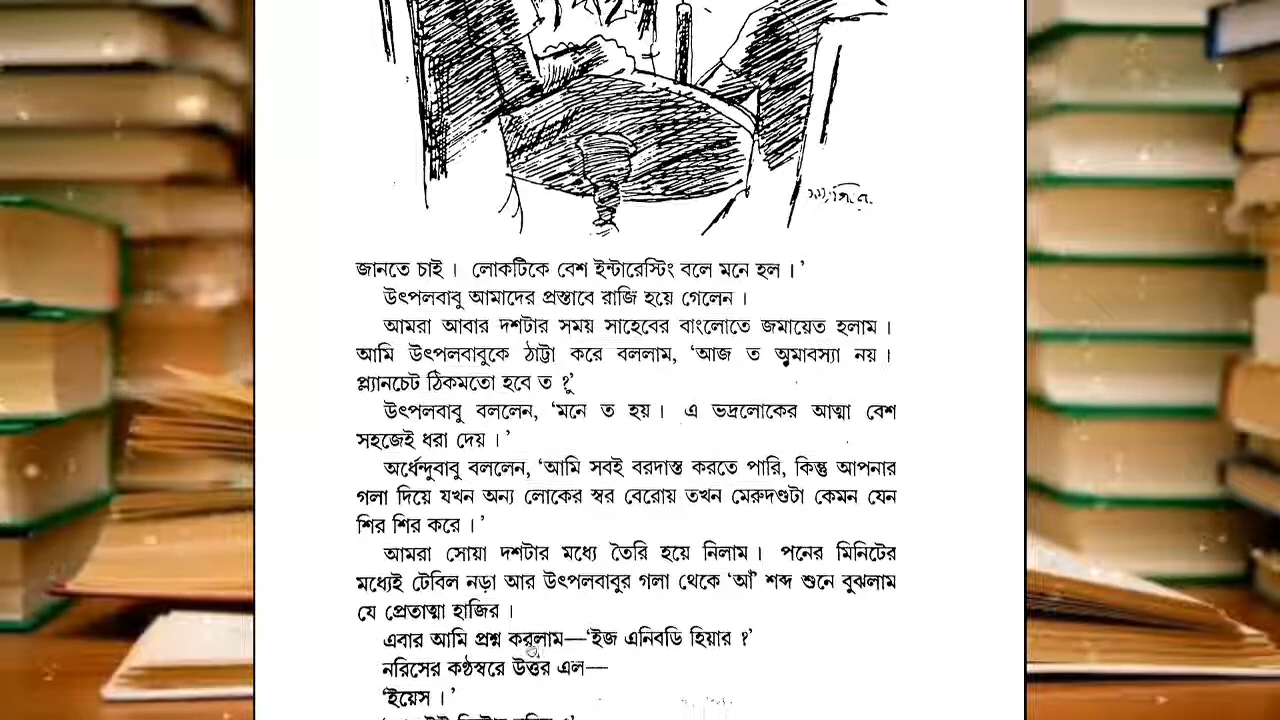 জানতে চাই। লোকটিকে বেশ ইন্টারেস্টিং বলে মনে হল।’
উৎপলবাবু আমাদের প্রস্তাবে রাজি হয়ে গেলেন।
আমরা আবার দশটার সময় সাহেবের বাংলোতে জমায়েত হলাম।
আমি উৎপলবাবুকে ঠাট্টা করে বললাম, ‘আজ ত অমাবস্যা নয়।
প্ল্যানচেট ঠিকমতো হবে ত ?’
উৎপলবাবু বললেন, ‘মনে ত হয়। এ ভদ্রলোকের আত্মা বেশ
সহজেই ধরা দেয়।’
অর্ধেন্দুবাবু বললেন, ‘আমি সবই বরদাস্ত করতে পারি, কিন্তু আপনার
গলা দিয়ে যখন অন্য লোকের স্বর বেরোয় তখন মেরুদণ্ডটা কেমন যেন
শির শির করে।’
আমরা সোয়া দশটার মধ্যে তৈরি হয়ে নিলাম। পনের মিনিটের
মধ্যেই টেবিল নড়া আর উৎপলবাবুর গলা থেকে ‘আঁ’ শব্দ শুনে বুঝলাম
যে প্রেতাত্মা হাজির।
এবার আমি প্রশ্ন করলাম—‘ইজ এনিবডি হিয়ার ?’
নরিসের কণ্ঠস্বরে উত্তর এল—
‘ইয়েস।’